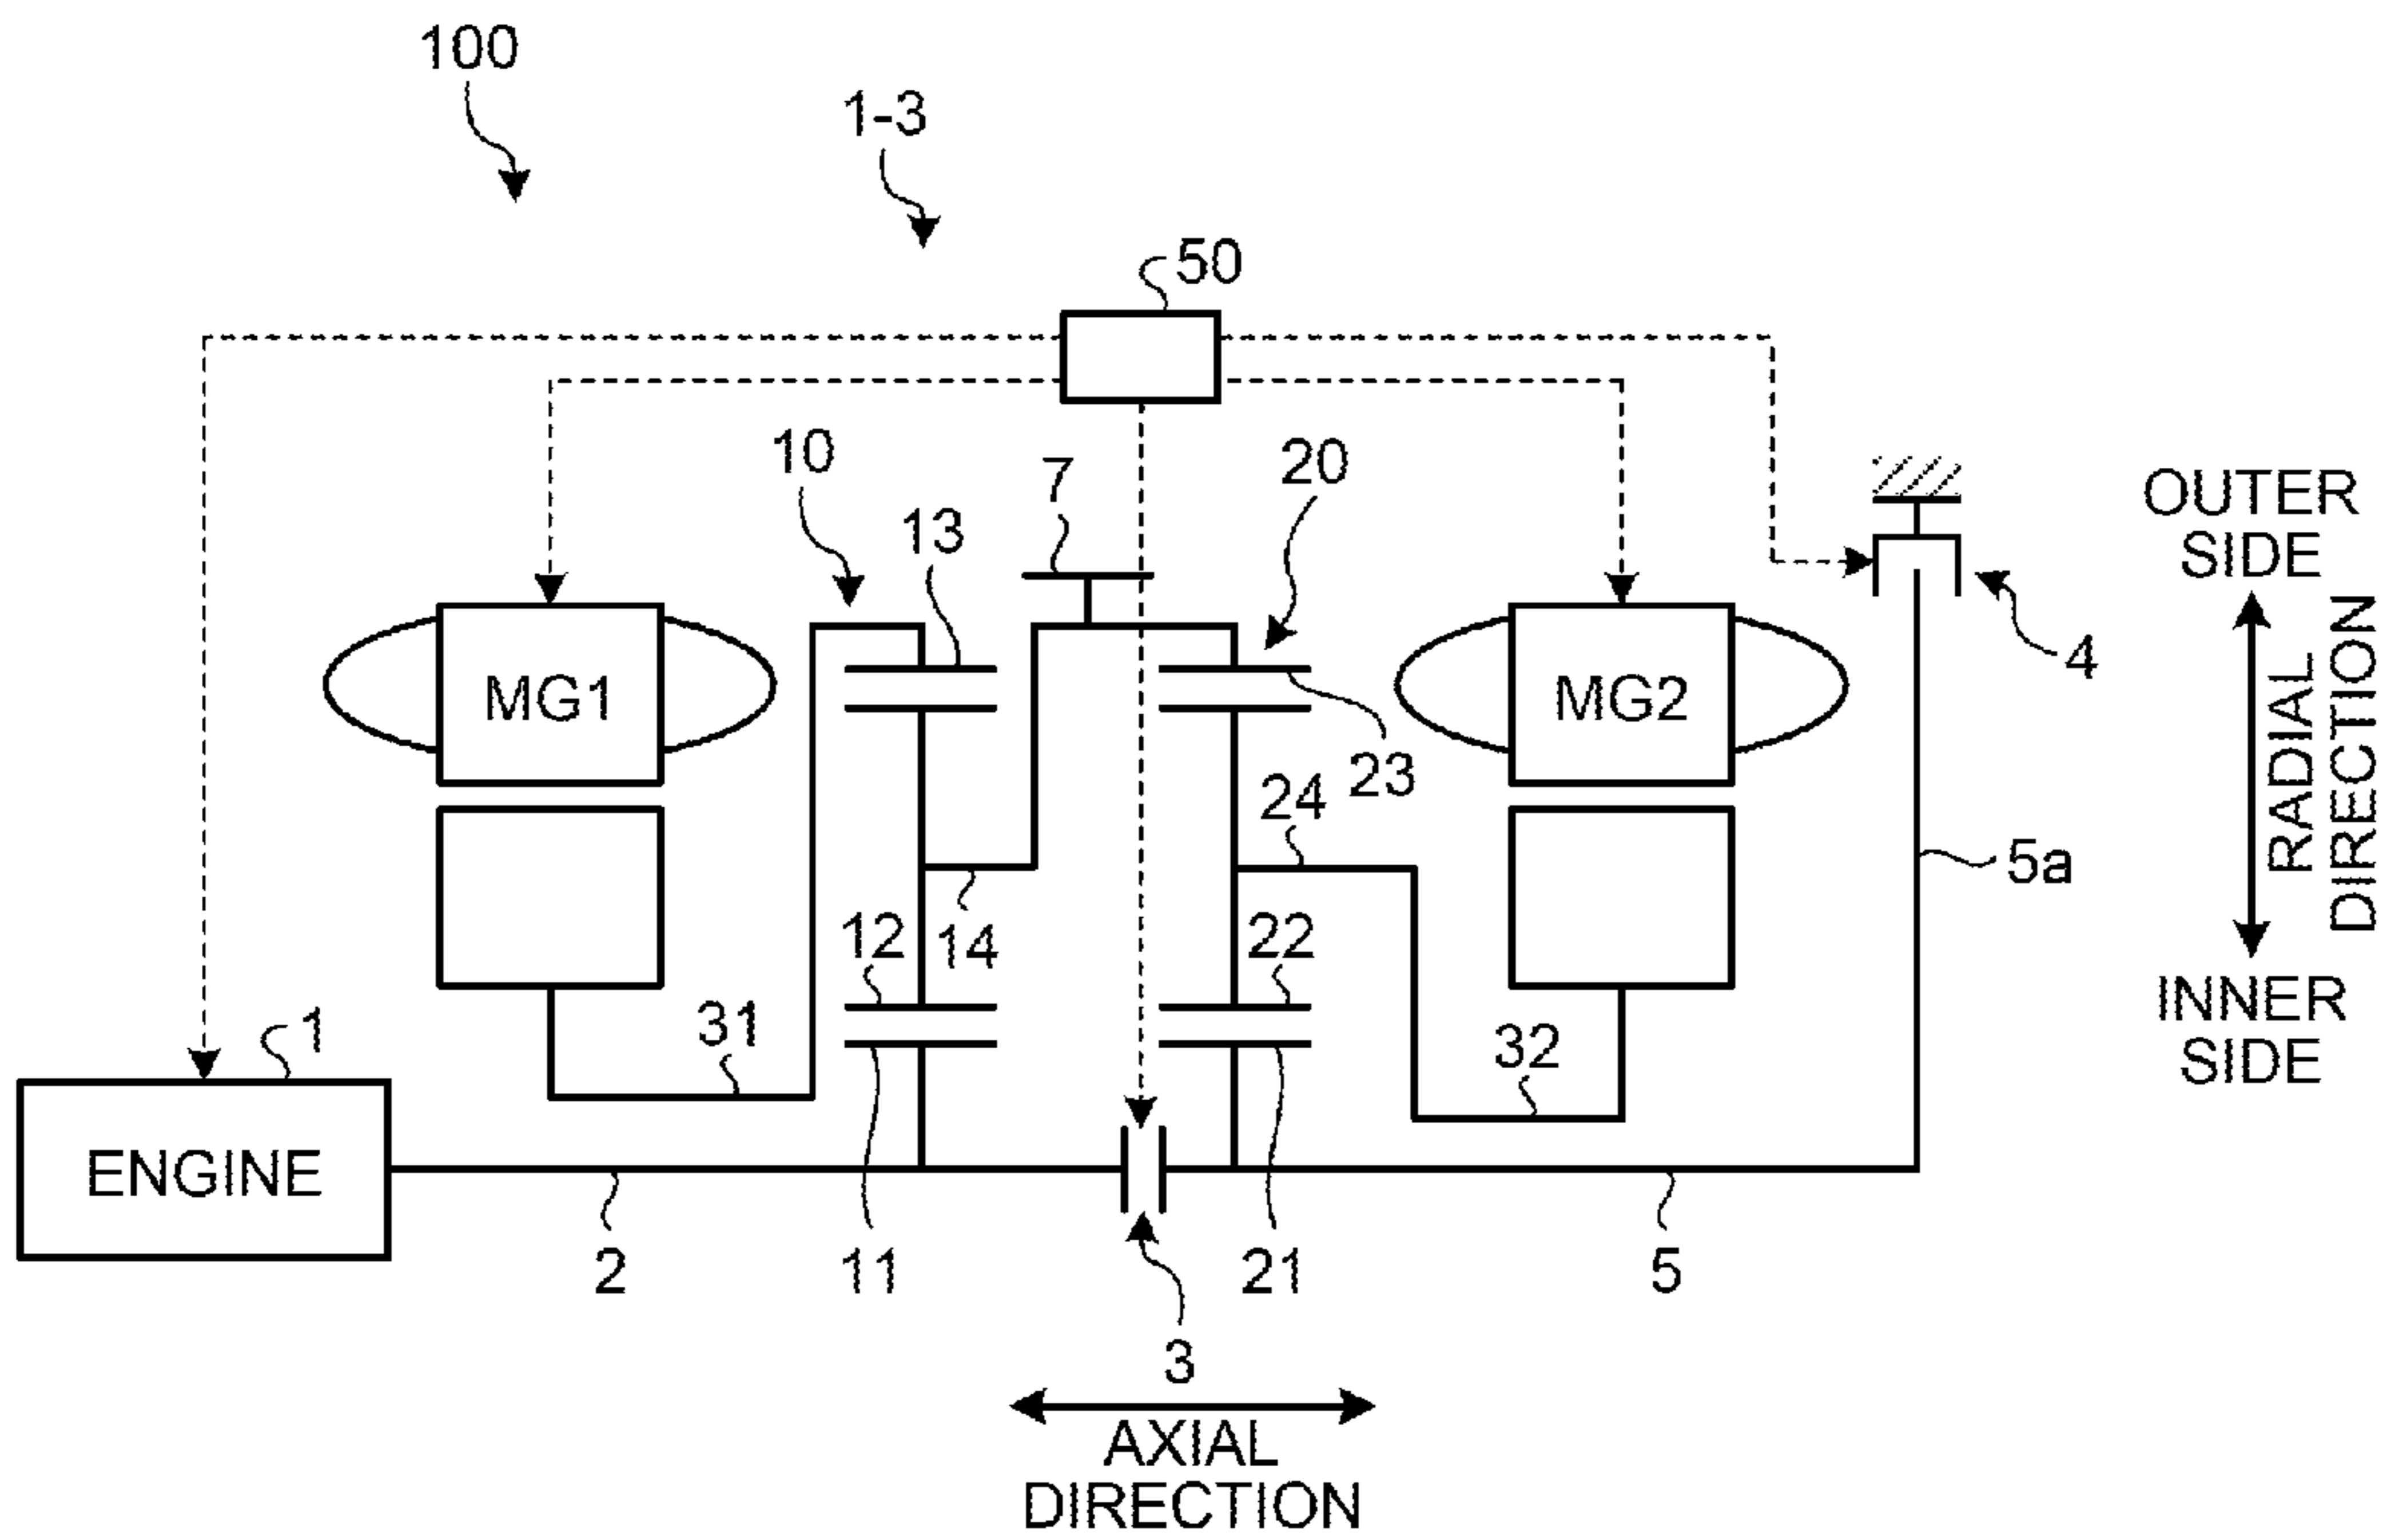 100
1-3
50
10
7
20
13
OUTER
SIDE
4
MG1
MG2
RADIAL
DIRECTION
23
24
5a
12
14
22
INNER
SIDE
31
32
1
ENGINE
2
11
21
5
3
AXIAL
DIRECTION